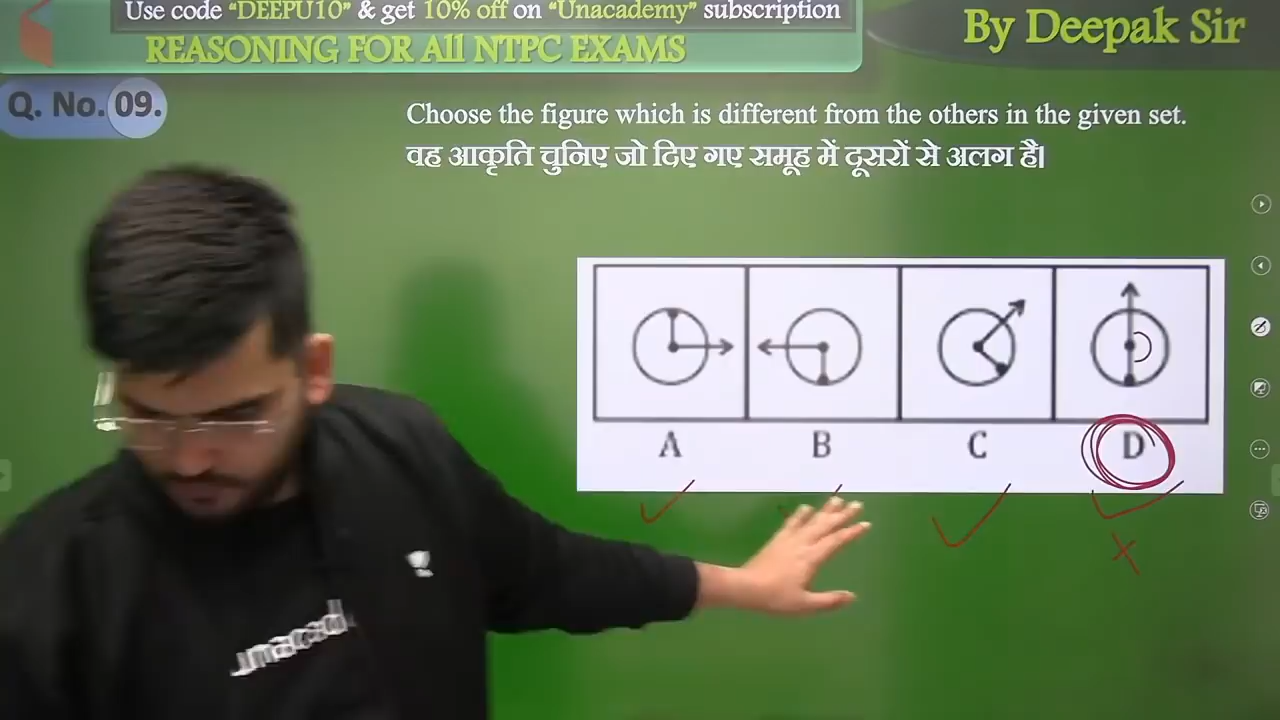 Use code “DEEPU10” & get 10% off on “Unacademy” subscription
REASONING FOR All NTPC EXAMS
By Deepak Sir
Q. No. 09.
Choose the figure which is different from the others in the given set.
वह आकृति चुनिए जो दिए गए समूह में दूसरों से अलग है।
A B C D